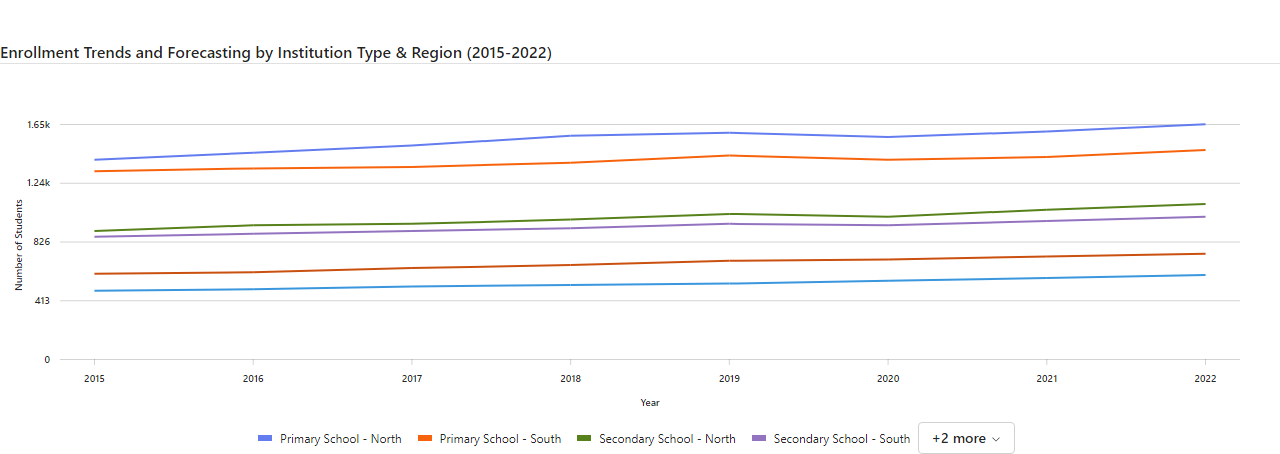 Enrollment Trends and Forecasting by Institution Type & Region (2015-2022)
1.65k
1.24k
826
413
0
Number of Students
2015 2016 2017 2018 2019 2020 2021 2022
Year
Primary School - North Primary School - South Secondary School - North Secondary School - South +2 more